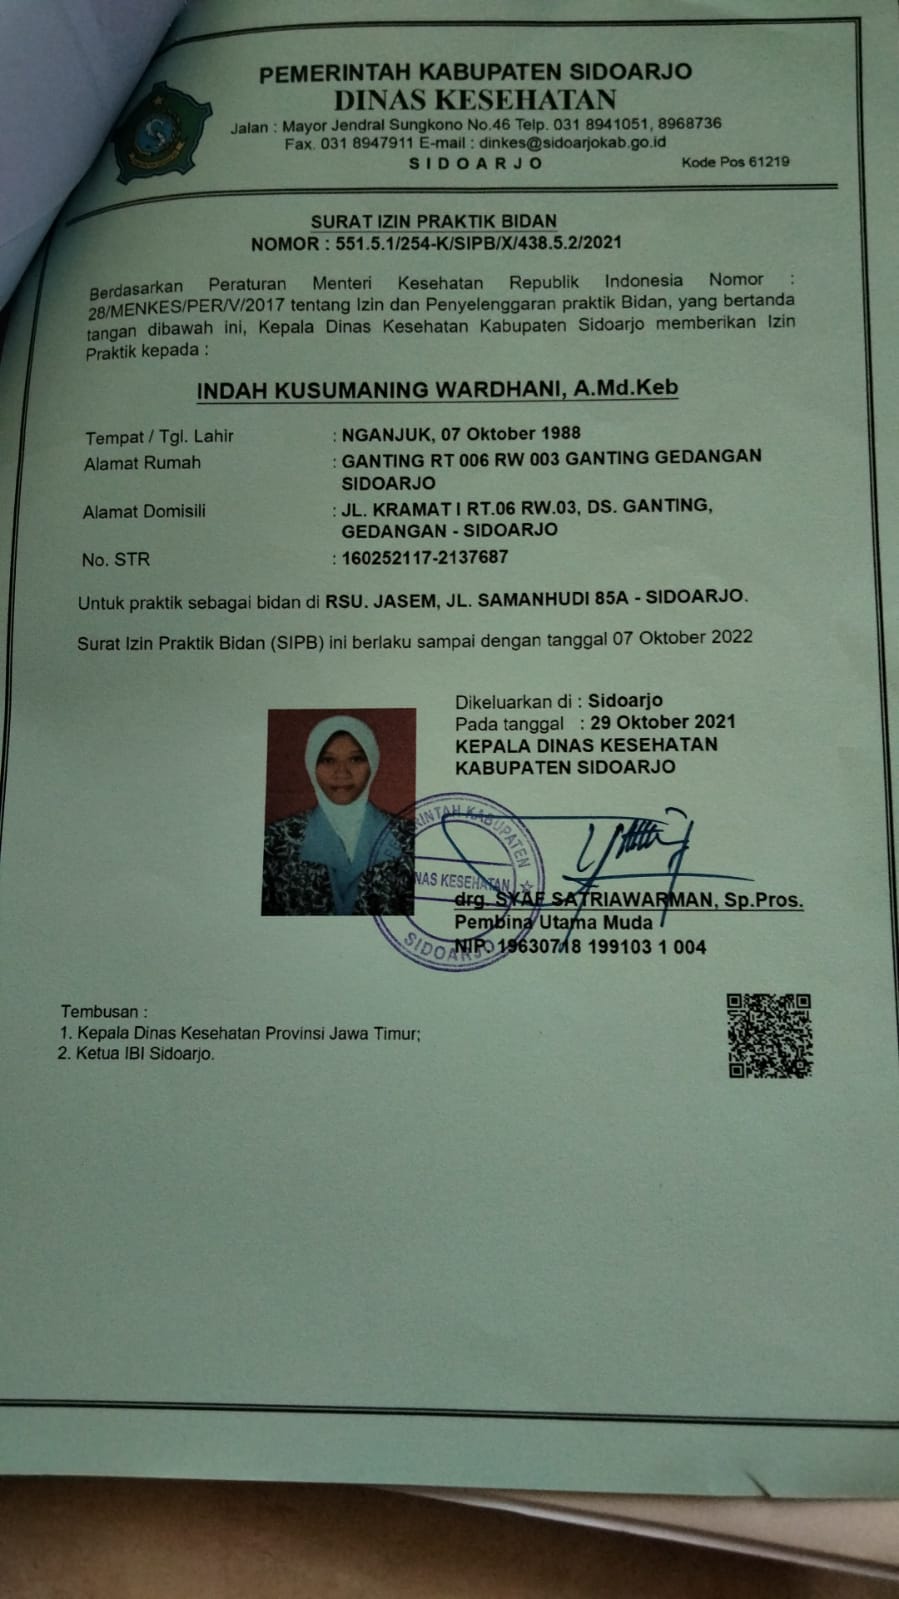 PEMERINTAH KABUPATEN SIDOARJO
DINAS KESEHATAN
Jalan : Mayor Jendral Sungkono No.46 Telp. 031 8941051, 8968736
Fax. 031 8947911 E-mail : dinkes@sidoarjokab.go.id
SIDOARJO
Kode Pos 61219
SURAT IZIN PRAKTIK BIDAN
NOMOR : 551.5.1/254-K/SIPB/X/438.5.2/2021
Berdasarkan Peraturan Menteri Kesehatan Republik Indonesia Nomor :
28/MENKES/PER/V/2017 tentang Izin dan Penyelenggaran praktik Bidan, yang bertanda
tangan dibawah ini, Kepala Dinas Kesehatan Kabupaten Sidoarjo memberikan Izin
Praktik kepada :
INDAH KUSUMANING WARDHANI, A.Md.Keb
Tempat / Tgl. Lahir : NGANJUK, 07 Oktober 1988
Alamat Rumah : GANTING RT 006 RW 003 GANTING GEDANGAN
SIDOARJO
Alamat Domisili : JL. KRAMAT I RT.06 RW.03, DS. GANTING,
GEDANGAN - SIDOARJO
No. STR : 160252117-2137687
Untuk praktik sebagai bidan di RSU. JASEM, JL. SAMANHUDI 85A - SIDOARJO.
Surat Izin Praktik Bidan (SIPB) ini berlaku sampai dengan tanggal 07 Oktober 2022
Dikeluarkan di : Sidoarjo
Pada tanggal : 29 Oktober 2021
KEPALA DINAS KESEHATAN
KABUPATEN SIDOARJO
PEMERINTAH KABUPATEN
DINAS KESEHATAN
SIDOARJO
drg. SYAF SATRIAWARMAN, Sp.Pros.
Pembina Utama Muda
NIP. 19630718 199103 1 004
Tembusan :
1. Kepala Dinas Kesehatan Provinsi Jawa Timur;
2. Ketua IBI Sidoarjo.